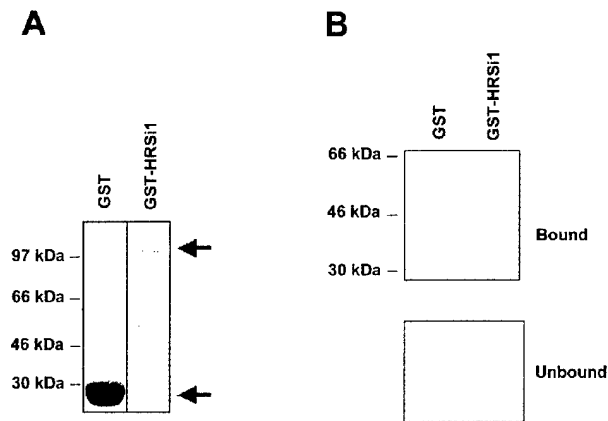 A
GST
GST-HRSi1
97 kDa
66 kDa
46 kDa
30 kDa
B
GST
GST-HRSi1
66 kDa
46 kDa
30 kDa
Bound
Unbound